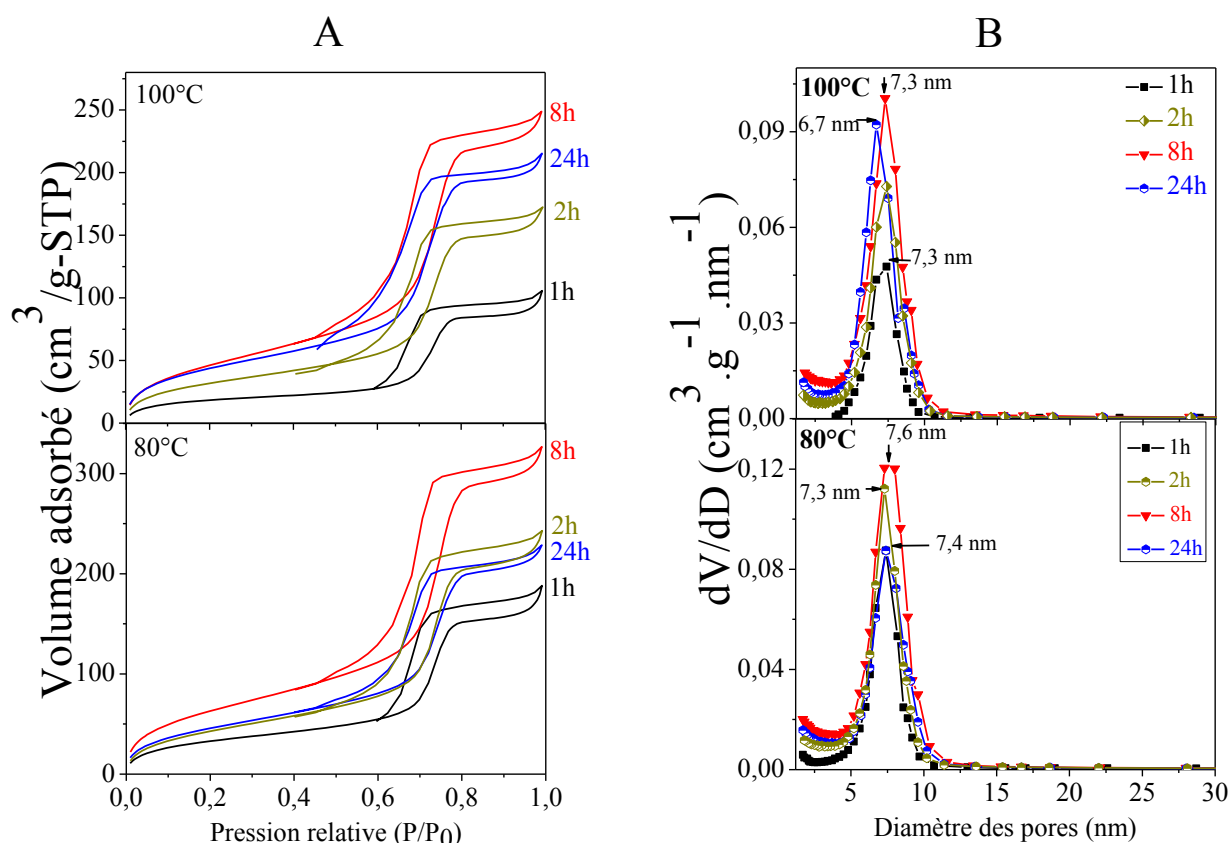 A
B
100°C
250
200
150
100
50
0
8h
24h
2h
1h
80°C
300
200
100
0
8h
2h
24h
1h
0,0
0,2
0,4
0,6
0,8
1,0
Volume adsorbé (cm3/g-STP)
Pression relative (P/P0)
100°C
7,3 nm
6,7 nm
7,3 nm
1h
2h
8h
24h
0,09
0,06
0,03
0,00
80°C
7,6 nm
7,3 nm
7,4 nm
1h
2h
8h
24h
0,12
0,08
0,04
0,00
5
10
15
20
25
30
dV/dD (cm3.g-1.nm-1)
Diamètre des pores (nm)